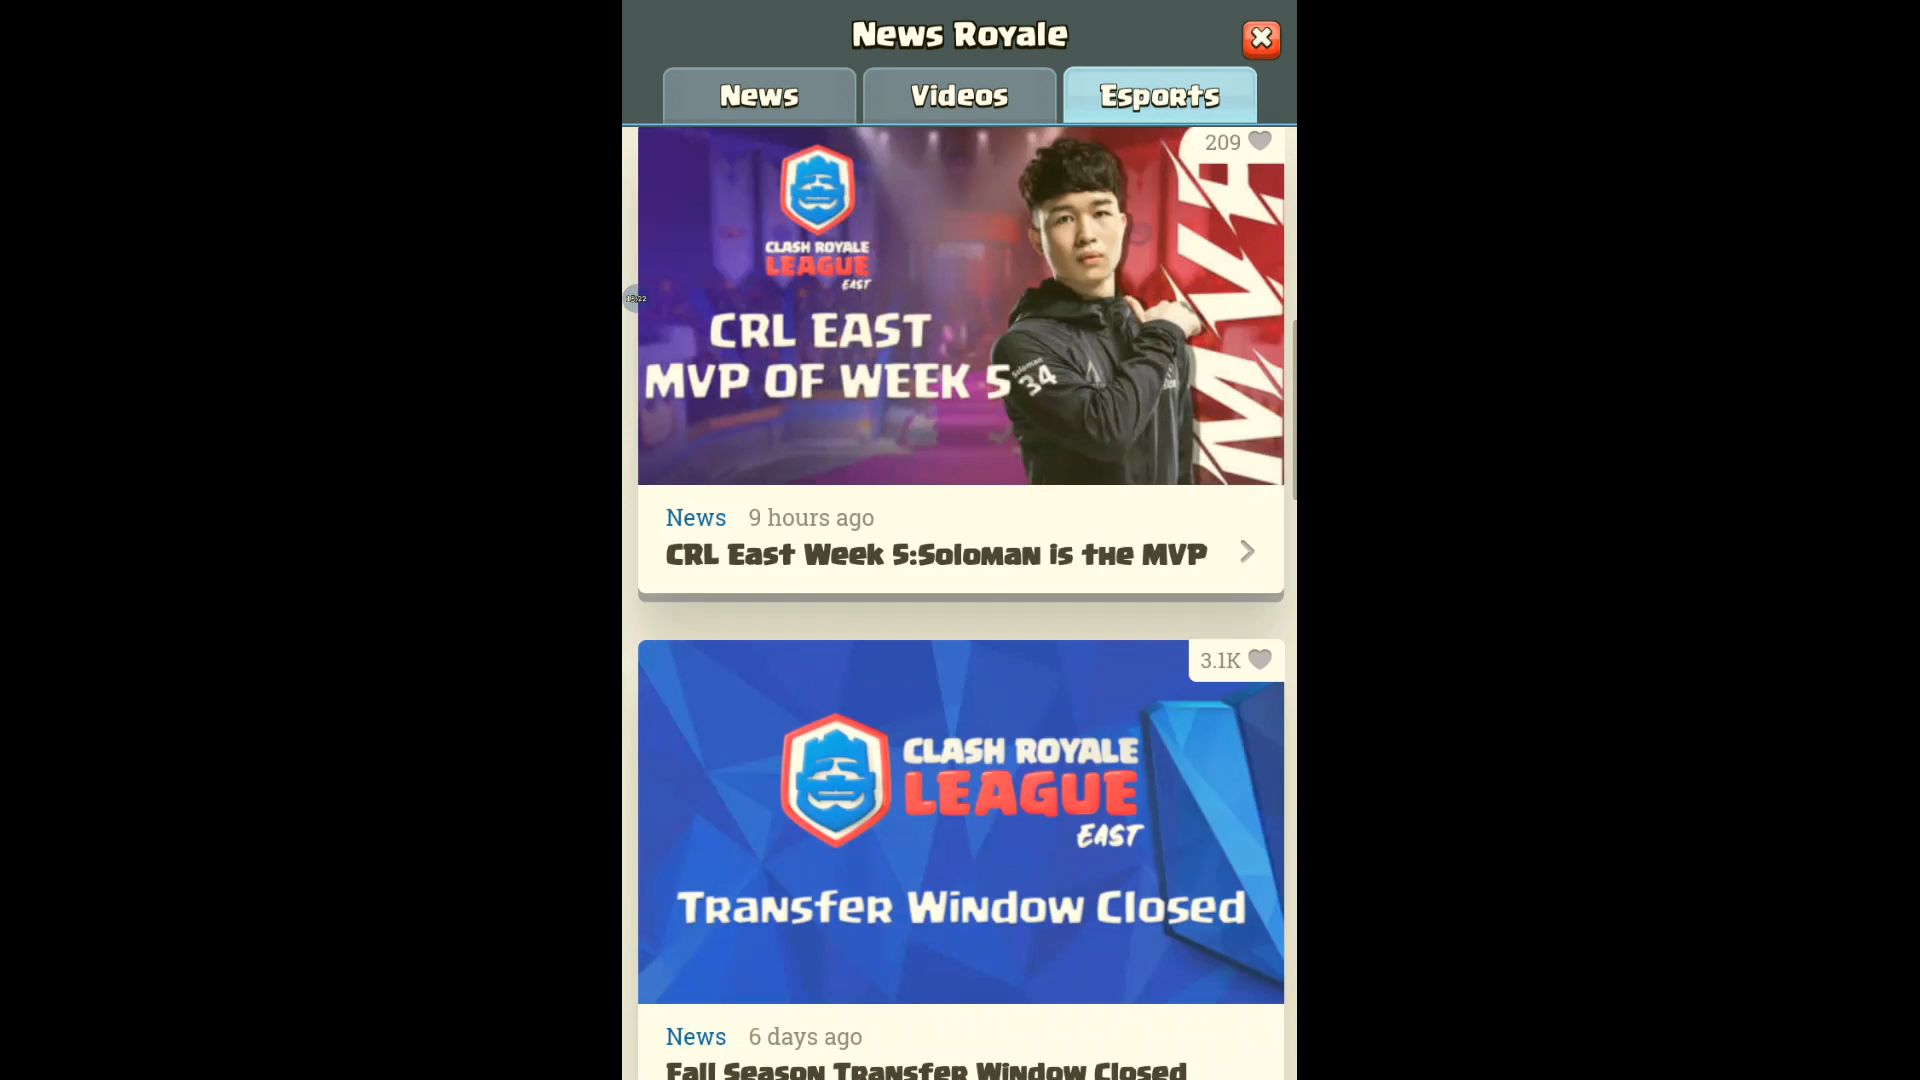 News Royale
News
Videos
Esports
209
CLASH ROYALE
LEAGUE
EAST
CRL EAST
MVP OF WEEK 5
Soloman
34
MVP
News 9 hours ago
CRL East Week 5:Soloman is the MVP
3.1K
CLASH ROYALE
LEAGUE
EAST
Transfer Window Closed
News 6 days ago
Fall Season Transfer Window Closed